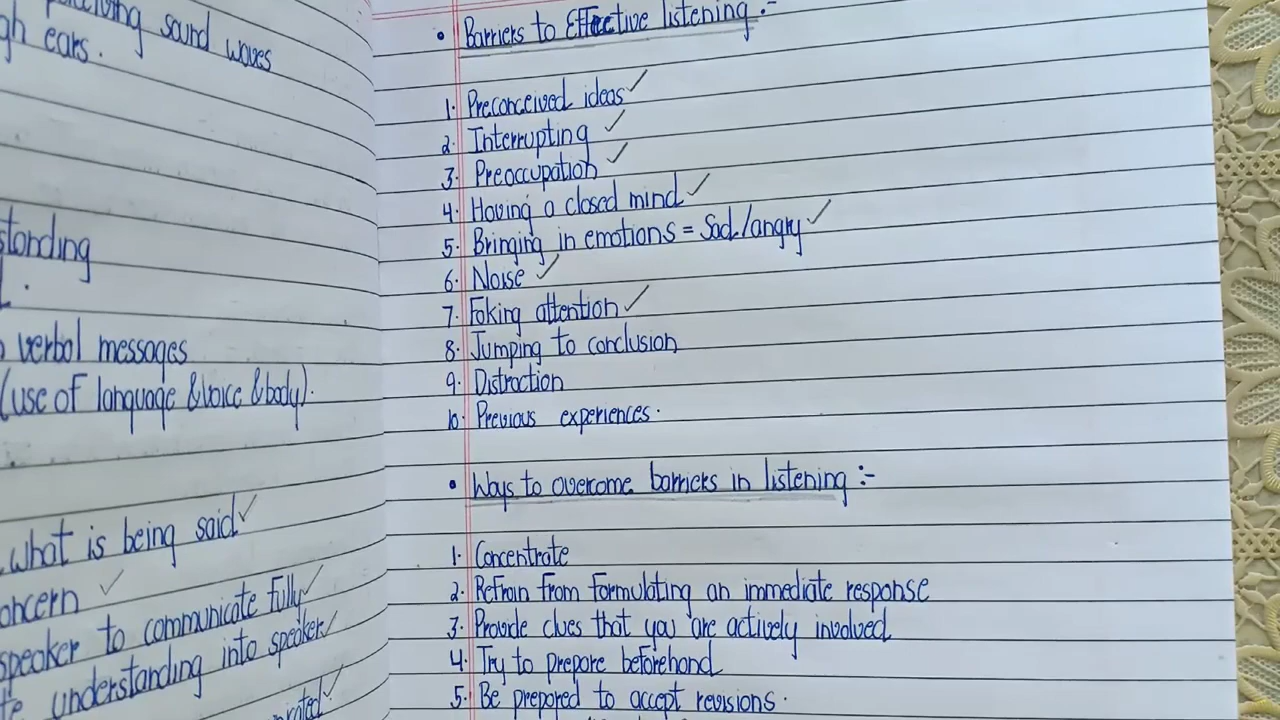 sound waves
ears.
verbal messages
(use of language & voice & body).
what is being said ✓
✓
speaker to communicate fully ✓
understanding into speaker ✓
• Barriers to Effective listening :-
1. Preconceived ideas ✓
2. Interrupting ✓
3. Preoccupation ✓
4. Having a closed mind ✓
5. Bringing in emotions = Sad/angry ✓
6. Noise ✓
7. Faking attention ✓
8. Jumping to conclusion
9. Distraction
10. Previous experiences.
• Ways to overcome barriers in listening :-
1. Concentrate
2. Refrain from formulating an immediate response
3. Provide clues that you are actively involved
4. Try to prepare beforehand
5. Be prepared to accept revisions.